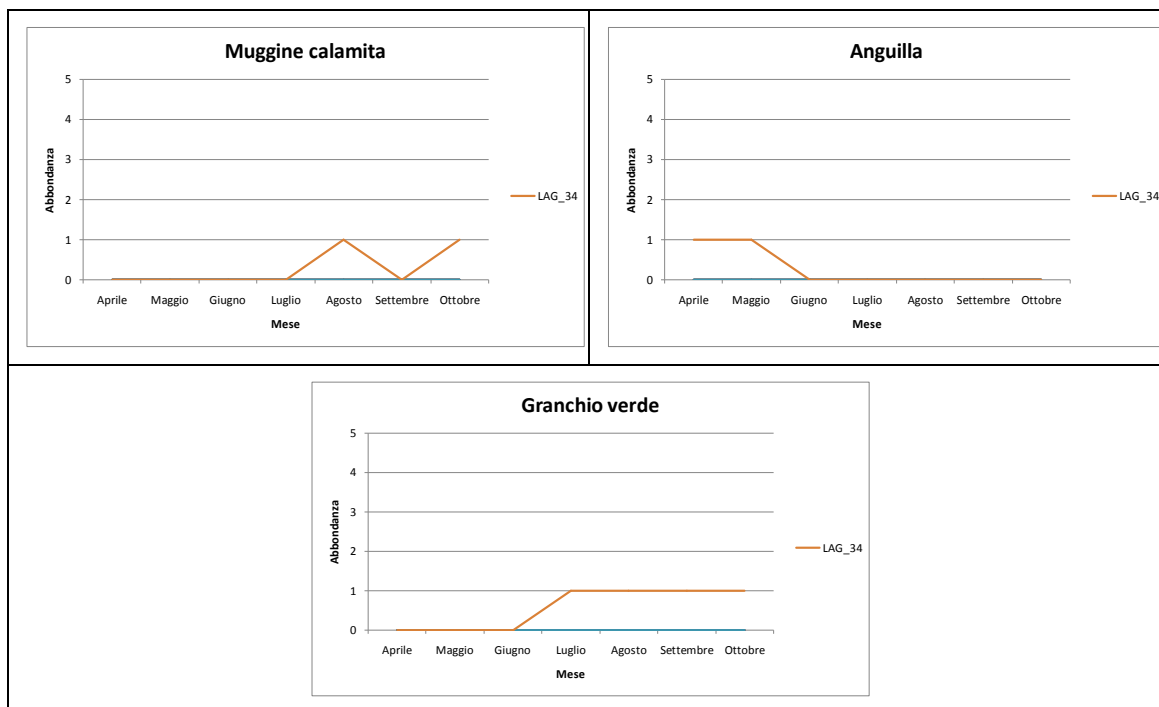 Muggine calamita
5
4
3
2
1
0
Abbondanza
Aprile Maggio Giugno Luglio Agosto Settembre Ottobre
Mese
LAG_34
Anguilla
5
4
3
2
1
0
Abbondanza
Aprile Maggio Giugno Luglio Agosto Settembre Ottobre
Mese
LAG_34
Granchio verde
5
4
3
2
1
0
Abbondanza
Aprile Maggio Giugno Luglio Agosto Settembre Ottobre
Mese
LAG_34